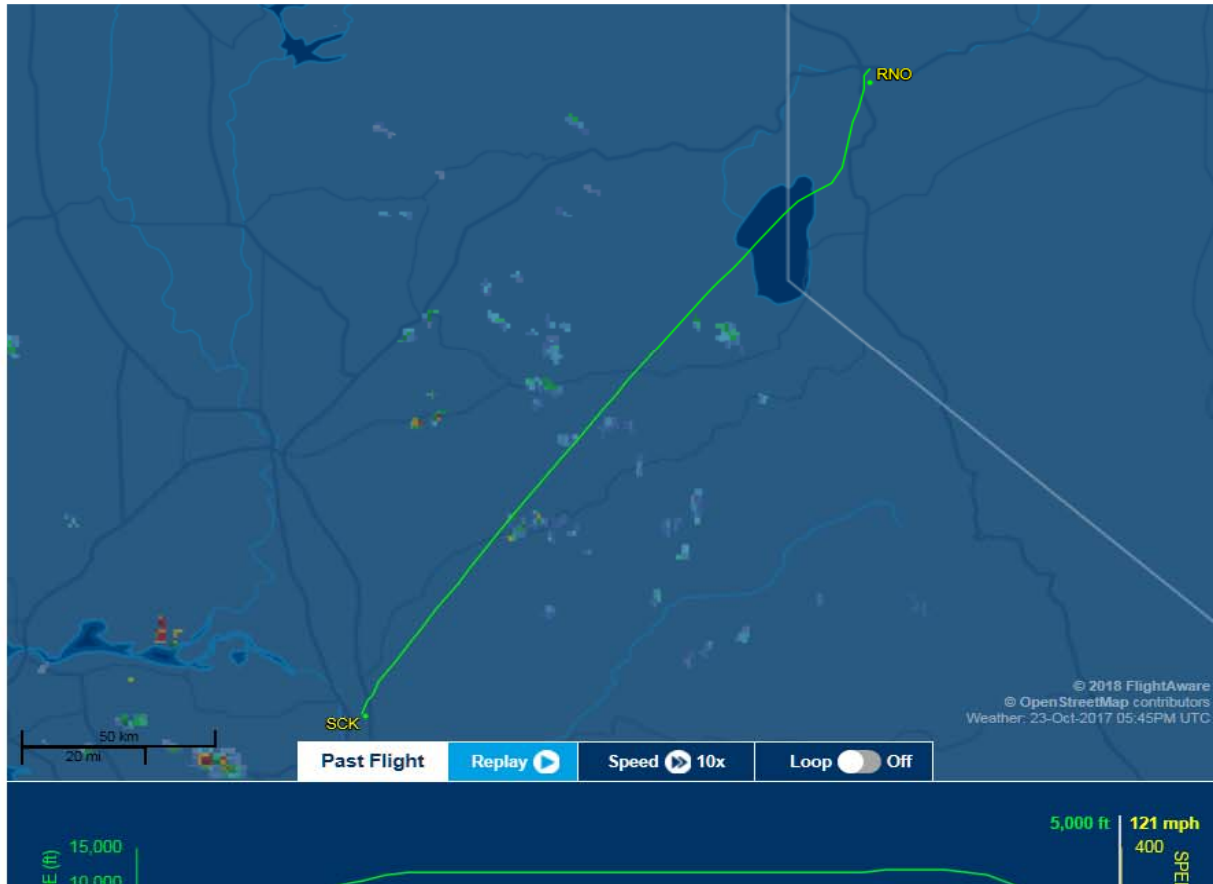 RNO
SCK
© 2018 FlightAware
© OpenStreetMap contributors
Weather: 23-Oct-2017 05:45PM UTC
50 km
20 mi
Past Flight
Replay
Speed 10x
Loop Off
5,000 ft 121 mph
15,000 400
10,000